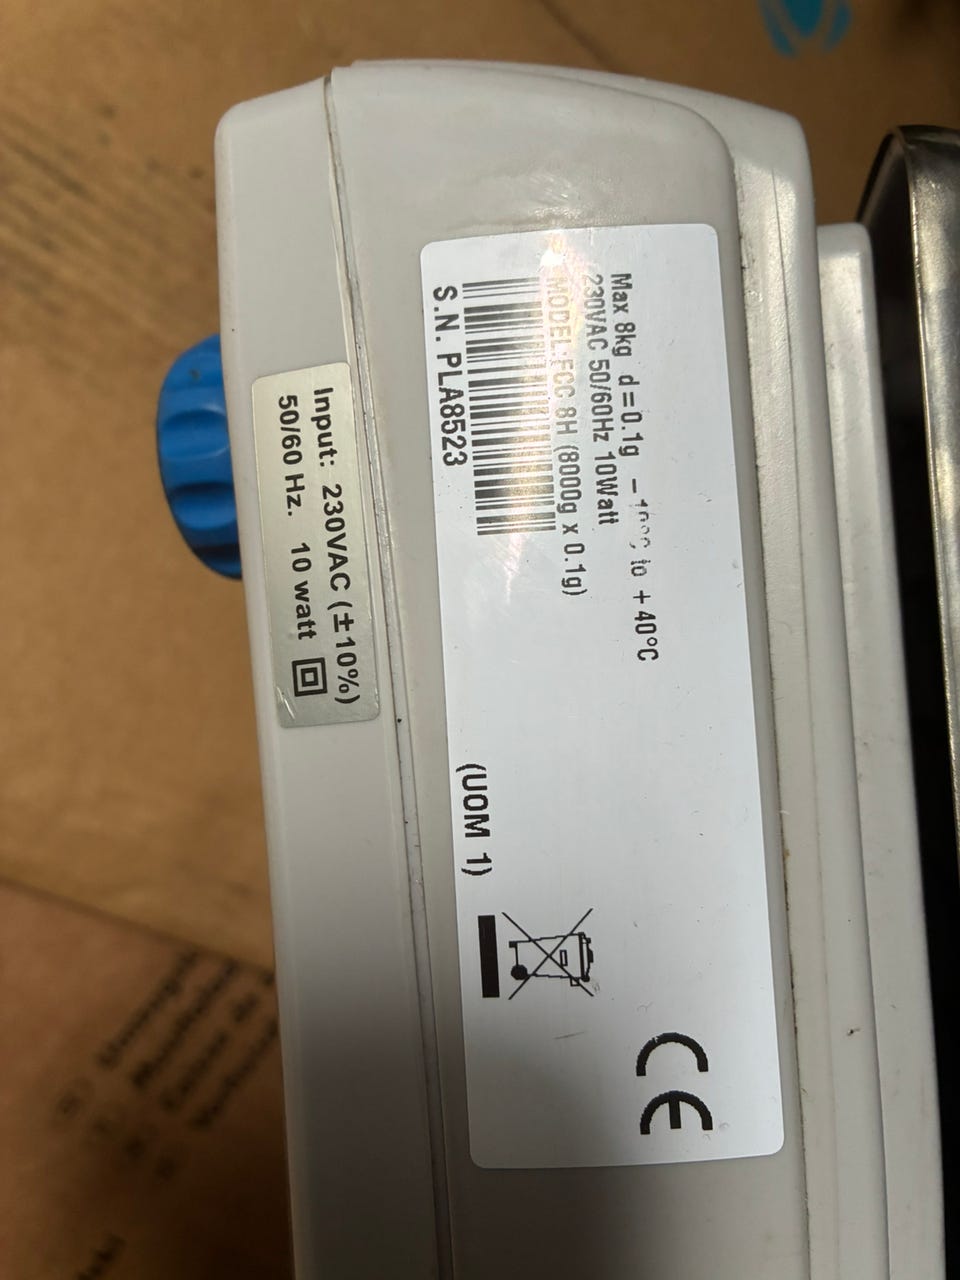 Max 8kg d=0.1g to + 40°C
230VAC 50/60Hz 10Watt
MODEL:FCC 8H (8000g x 0.1g)
S.N. PLA8523
(UOM 1)
CE
Input: 230VAC (±10%)
50/60 Hz. 10 watt